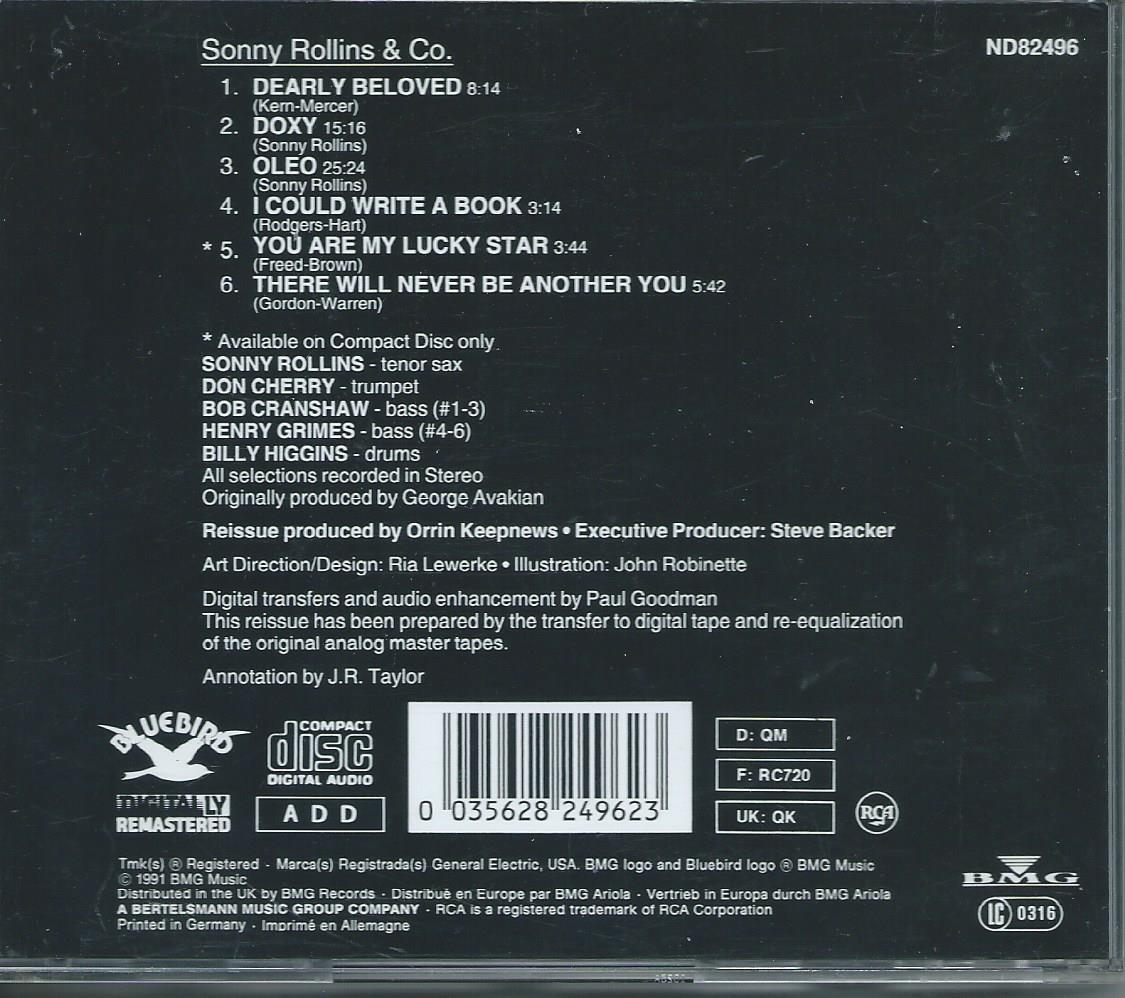 Sonny Rollins & Co.
ND82496
1. DEARLY BELOVED 8:14
(Kern-Mercer)
2. DOXY 15:16
(Sonny Rollins)
3. OLEO 25:24
(Sonny Rollins)
4. I COULD WRITE A BOOK 3:14
(Rodgers-Hart)
* 5. YOU ARE MY LUCKY STAR 3:44
(Freed-Brown)
6. THERE WILL NEVER BE ANOTHER YOU 5:42
(Gordon-Warren)
* Available on Compact Disc only
SONNY ROLLINS - tenor sax
DON CHERRY - trumpet
BOB CRANSHAW - bass (#1-3)
HENRY GRIMES - bass (#4-6)
BILLY HIGGINS - drums
All selections recorded in Stereo
Originally produced by George Avakian
Reissue produced by Orrin Keepnews • Executive Producer: Steve Backer
Art Direction/Design: Ria Lewerke • Illustration: John Robinette
Digital transfers and audio enhancement by Paul Goodman
This reissue has been prepared by the transfer to digital tape and re-equalization
of the original analog master tapes.
Annotation by J.R. Taylor
BLUEBIRD
COMPACT
disc
DIGITAL AUDIO
DIGITALLY
REMASTERED
A D D
0 035628 249623
D: QM
F: RC720
UK: QK
RCA
Tmk(s) ® Registered · Marca(s) Registrada(s) General Electric, USA. BMG logo and Bluebird logo ® BMG Music
© 1991 BMG Music
Distributed in the UK by BMG Records · Distribué en Europe par BMG Ariola · Vertrieb in Europa durch BMG Ariola
A BERTELSMANN MUSIC GROUP COMPANY · RCA is a registered trademark of RCA Corporation
Printed in Germany · Imprimé en Allemagne
BMG
LC 0316